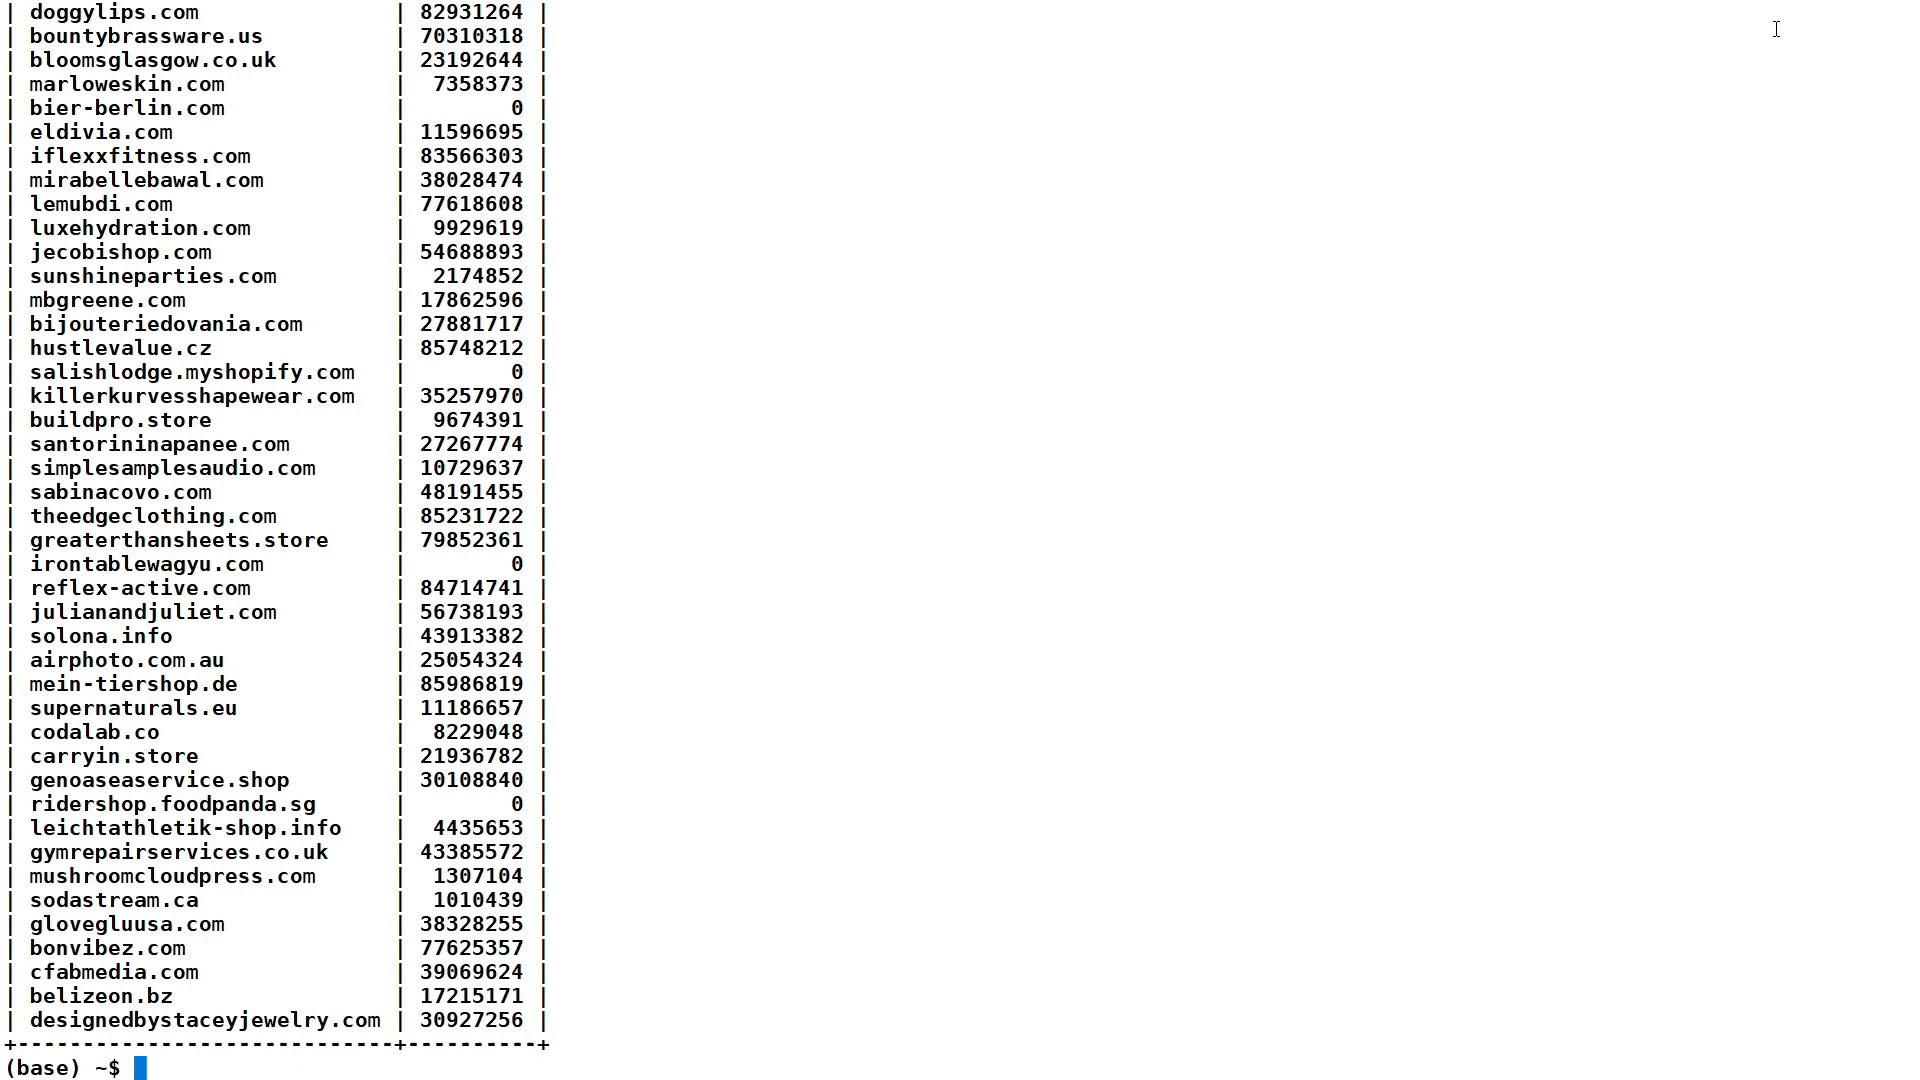 | doggylips.com               | 82931264 |
| bountybrassware.us          | 70310318 |
| bloomsglasgow.co.uk         | 23192644 |
| marloweskin.com             |  7358373 |
| bier-berlin.com             |        0 |
| eldivia.com                 | 11596695 |
| iflexxfitness.com           | 83566303 |
| mirabellebawal.com          | 38028474 |
| lemubdi.com                 | 77618608 |
| luxehydration.com           |  9929619 |
| jecobishop.com              | 54688893 |
| sunshineparties.com         |  2174852 |
| mbgreene.com                | 17862596 |
| bijouteriedovania.com       | 27881717 |
| hustlevalue.cz              | 85748212 |
| salishlodge.myshopify.com   |        0 |
| killerkurvesshapewear.com   | 35257970 |
| buildpro.store              |  9674391 |
| santorininapanee.com        | 27267774 |
| simplesamplesaudio.com      | 10729637 |
| sabinacovo.com              | 48191455 |
| theedgeclothing.com         | 85231722 |
| greaterthansheets.store     | 79852361 |
| irontablewagyu.com          |        0 |
| reflex-active.com           | 84714741 |
| julianandjuliet.com         | 56738193 |
| solona.info                 | 43913382 |
| airphoto.com.au             | 25054324 |
| mein-tiershop.de            | 85986819 |
| supernaturals.eu            | 11186657 |
| codalab.co                  |  8229048 |
| carryin.store               | 21936782 |
| genoaseaservice.shop        | 30108840 |
| ridershop.foodpanda.sg      |        0 |
| leichtathletik-shop.info    |  4435653 |
| gymrepairservices.co.uk     | 43385572 |
| mushroomcloudpress.com      |  1307104 |
| sodastream.ca               |  1010439 |
| glovegluusa.com             | 38328255 |
| bonvibez.com                | 77625357 |
| cfabmedia.com               | 39069624 |
| belizeon.bz                 | 17215171 |
| designedbystaceyjewelry.com | 30927256 |
+-----------------------------+----------+
(base) ~$